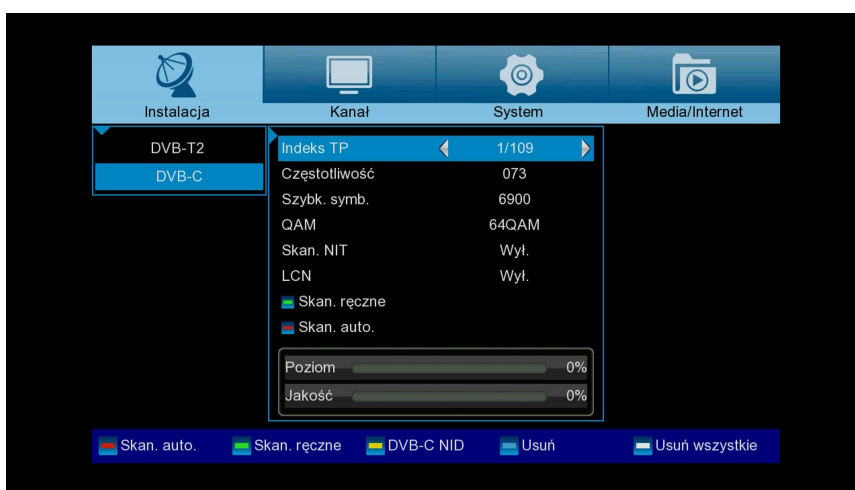 Instalacja Kanał System Media/Internet
DVB-T2
DVB-C
Indeks TP 1/109
Częstotliwość 073
Szybk. symb. 6900
QAM 64QAM
Skan. NIT Wył.
LCN Wył.
Skan. ręczne
Skan. auto.
Poziom 0%
Jakość 0%
Skan. auto. Skan. ręczne DVB-C NID Usuń Usuń wszystkie